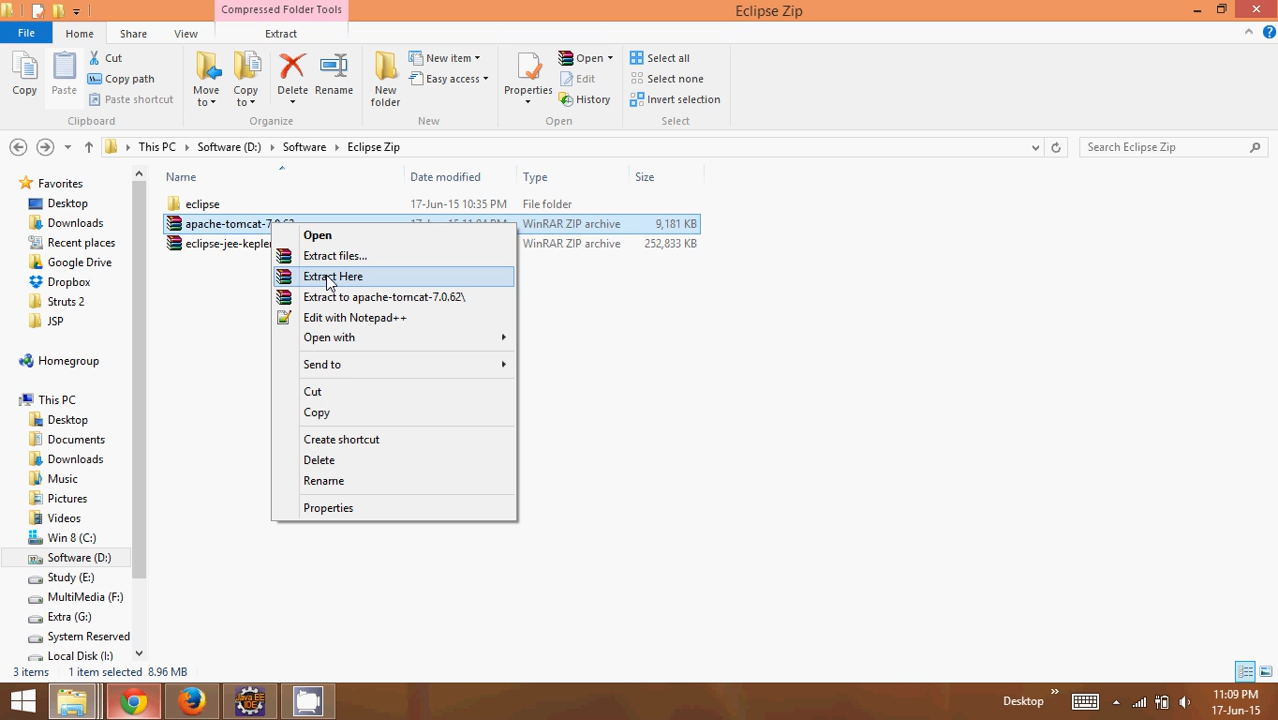 Compressed Folder Tools
Eclipse Zip
File
Home
Share
View
Extract
Copy
Paste
Cut
Copy path
Paste shortcut
Clipboard
Move to
Copy to
Delete
Rename
Organize
New folder
New item
Easy access
New
Properties
Open
Edit
History
Open
Select all
Select none
Invert selection
Select
This PC
Software (D:)
Software
Eclipse Zip
Search Eclipse Zip
Name
Date modified
Type
Size
eclipse
17-Jun-15 10:35 PM
File folder
WinRAR ZIP archive
9,181 KB
WinRAR ZIP archive
252,833 KB
Open
Extract files...
Extract Here
Extract to apache-tomcat-7.0.62\
Edit with Notepad++
Open with
Send to
Cut
Copy
Create shortcut
Delete
Rename
Properties
Favorites
Desktop
Downloads
Recent places
Google Drive
Dropbox
Struts 2
JSP
Homegroup
This PC
Desktop
Documents
Downloads
Music
Pictures
Videos
Win 8 (C:)
Software (D:)
Study (E:)
MultiMedia (F:)
Extra (G:)
System Reserved
Local Disk (I:)
3 items
1 item selected 8.96 MB
Java EE
IDE
Desktop
11:09 PM
17-Jun-15